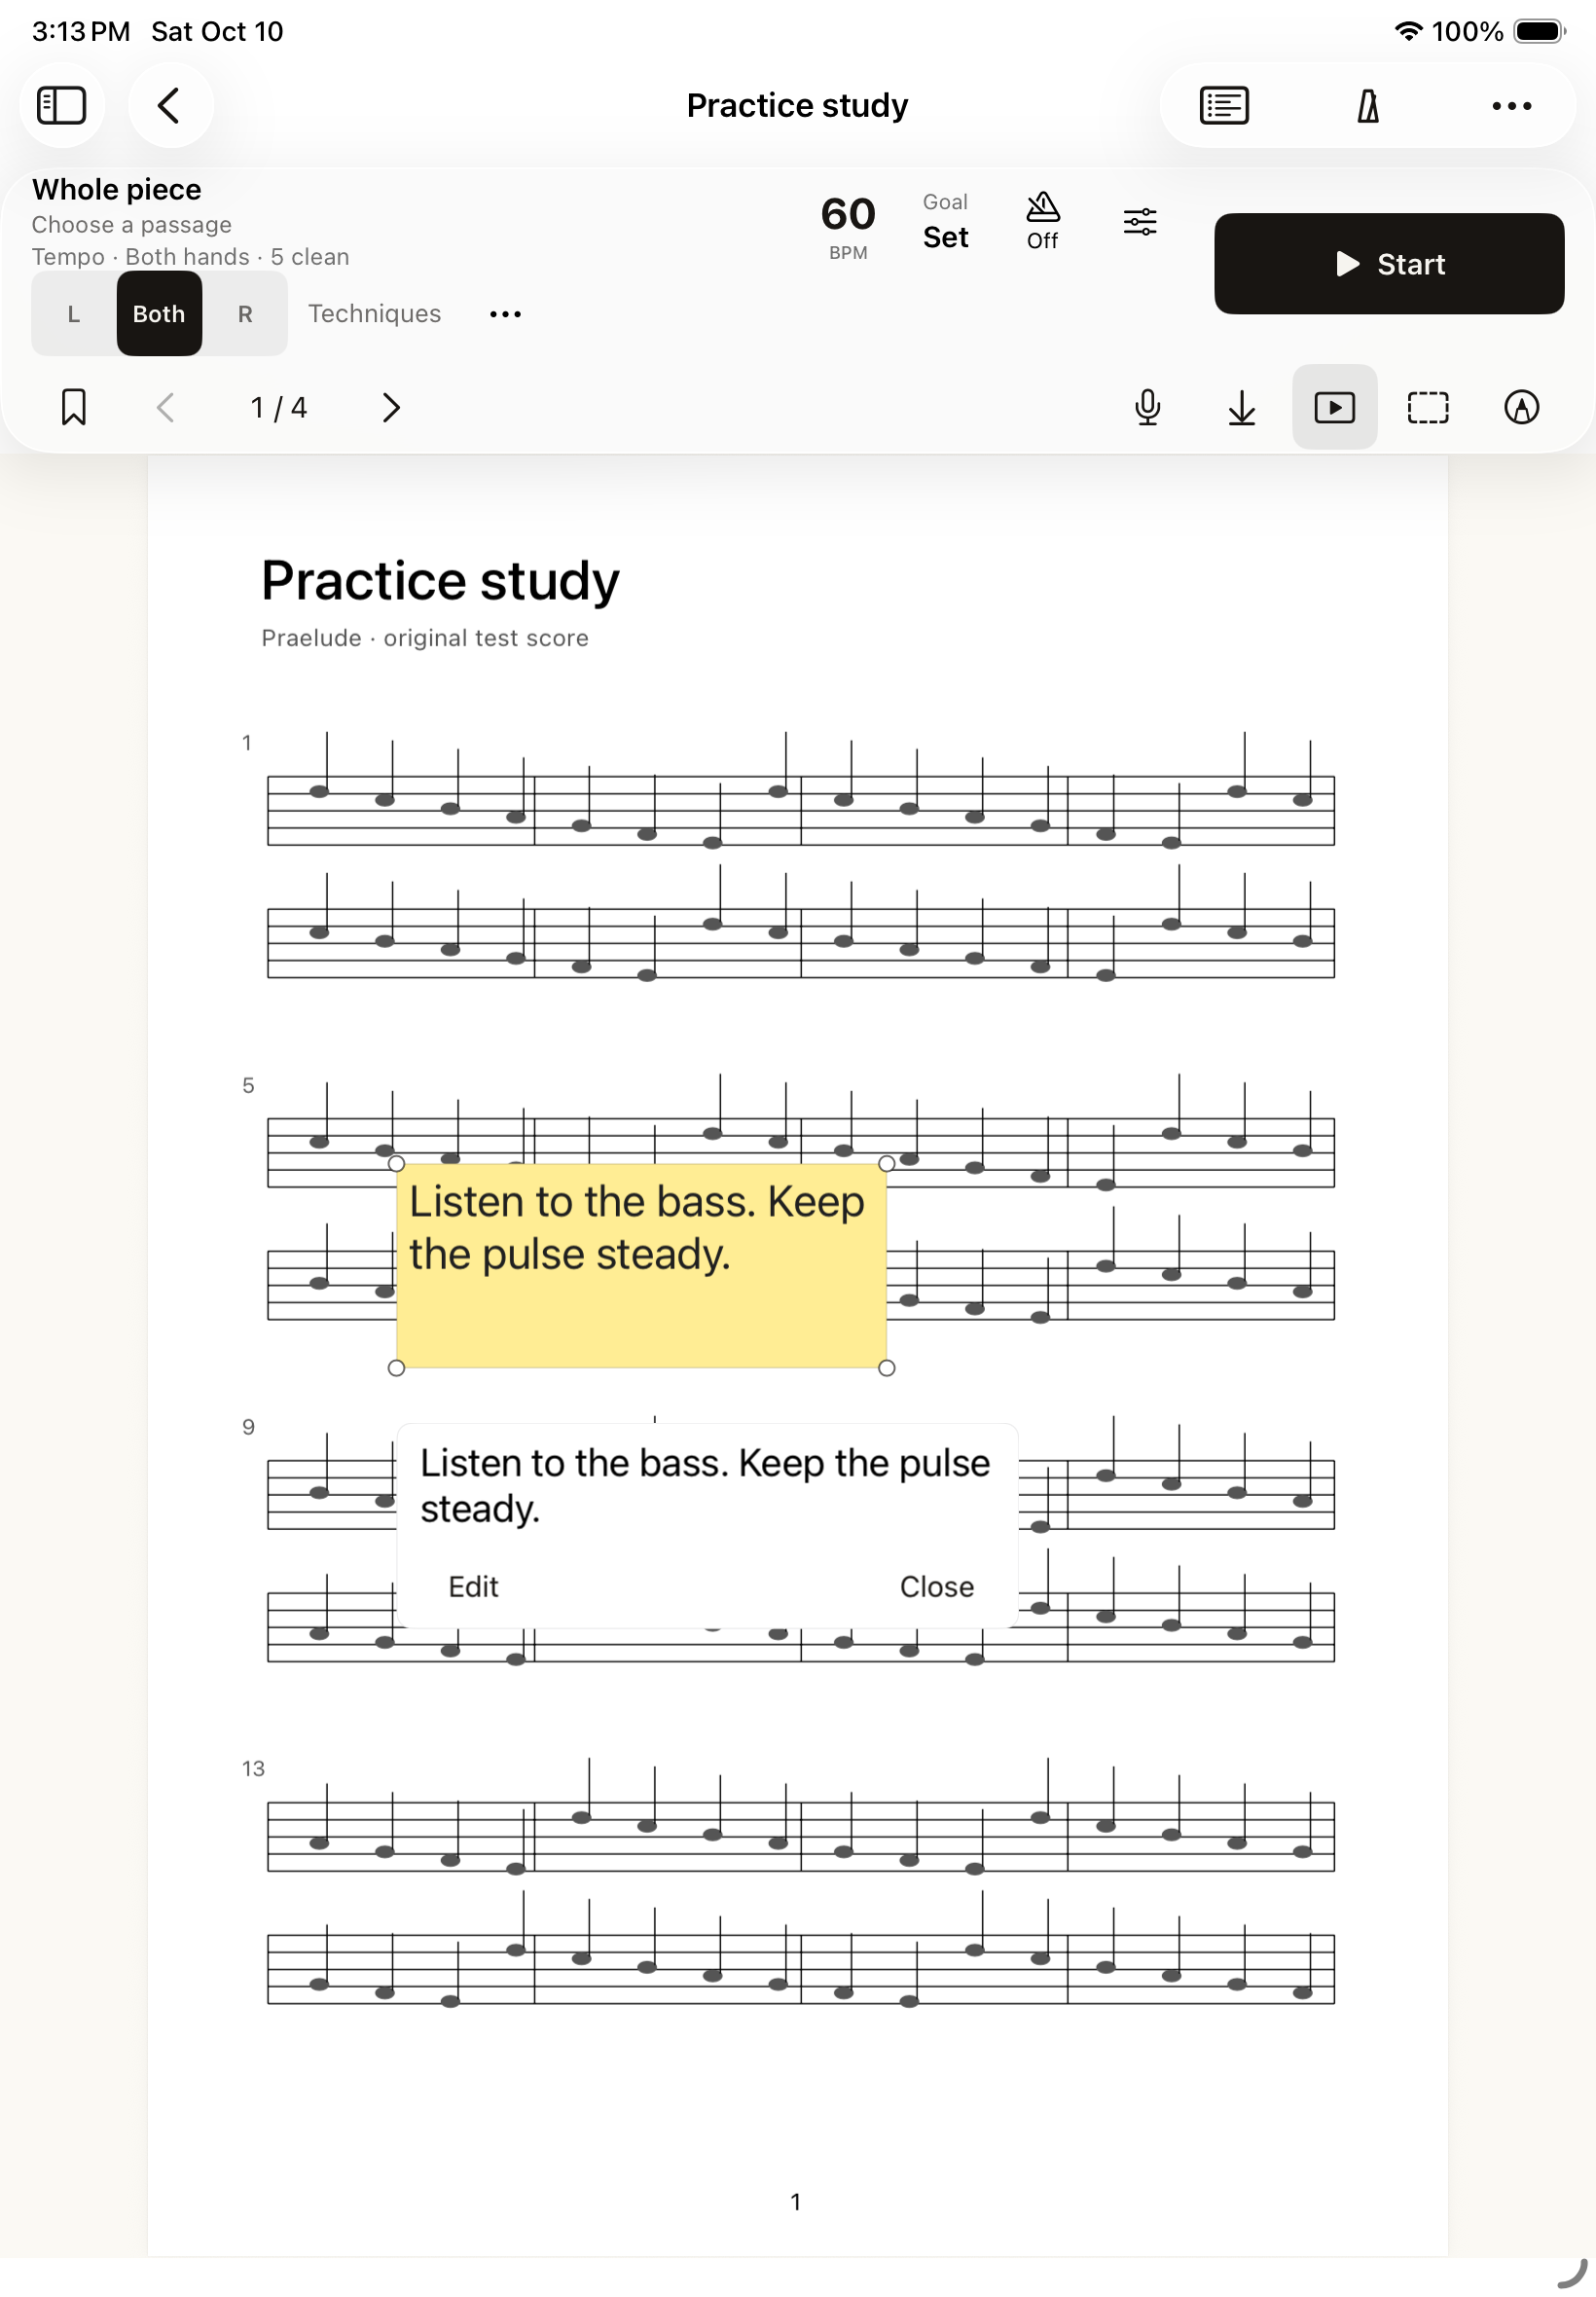 3:13 PM Sat Oct 10
100%
Practice study
Whole piece
Choose a passage
Tempo · Both hands · 5 clean
60
BPM
Goal
Set
Off
Start
L
Both
R
Techniques
1 / 4
Practice study
Praelude · original test score
1
5
Listen to the bass. Keep
the pulse steady.
9
Listen to the bass. Keep the pulse
steady.
Edit
Close
13
1